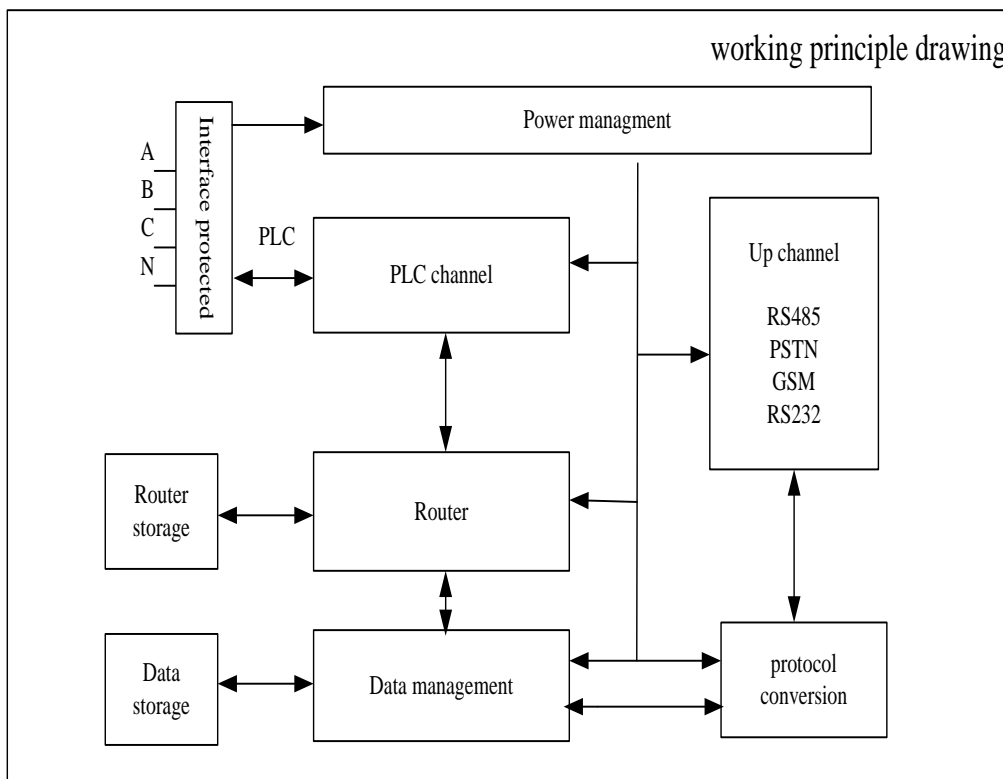 working principle drawing
Power managment
Interface protected
A
B
C
N
PLC
PLC channel
Up channel
RS485
PSTN
GSM
RS232
Router
storage
Router
Data
storage
Data management
protocol
conversion